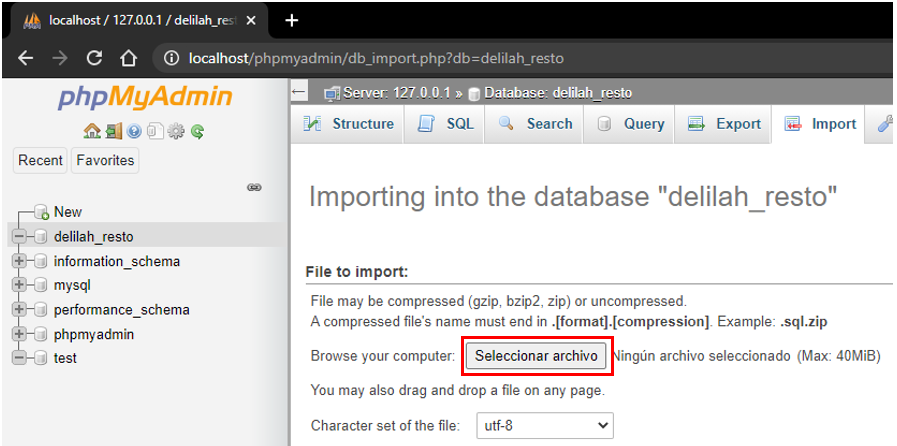 localhost / 127.0.0.1 / delilah_rest
localhost/phpmyadmin/db_import.php?db=delilah_resto
phpMyAdmin
Recent Favorites
New
delilah_resto
information_schema
mysql
performance_schema
phpmyadmin
test
Server: 127.0.0.1 » Database: delilah_resto
Structure SQL Search Query Export Import
Importing into the database "delilah_resto"
File to import:
File may be compressed (gzip, bzip2, zip) or uncompressed.
A compressed file's name must end in .[format].[compression]. Example: .sql.zip
Browse your computer: Seleccionar archivo Ningún archivo seleccionado (Max: 40MiB)
You may also drag and drop a file on any page.
Character set of the file: utf-8